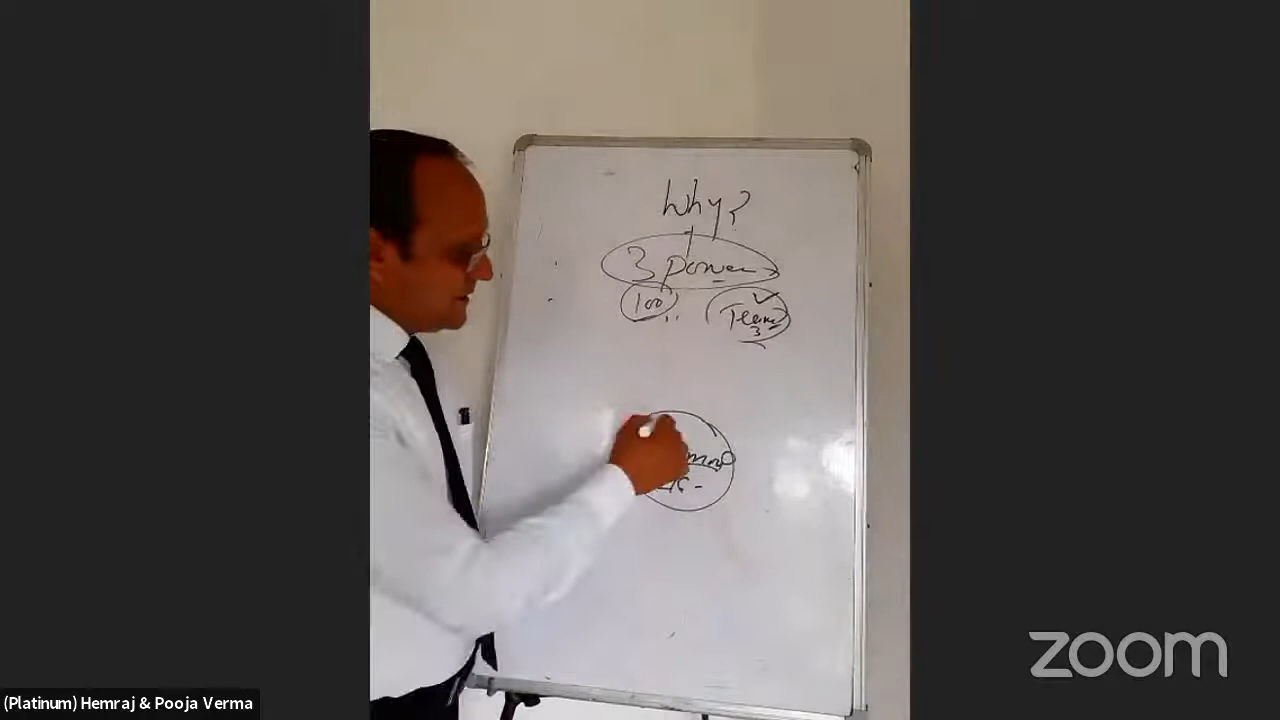 Why?
3 power
100 Team
3
zoom
(Platinum) Hemraj & Pooja Verma